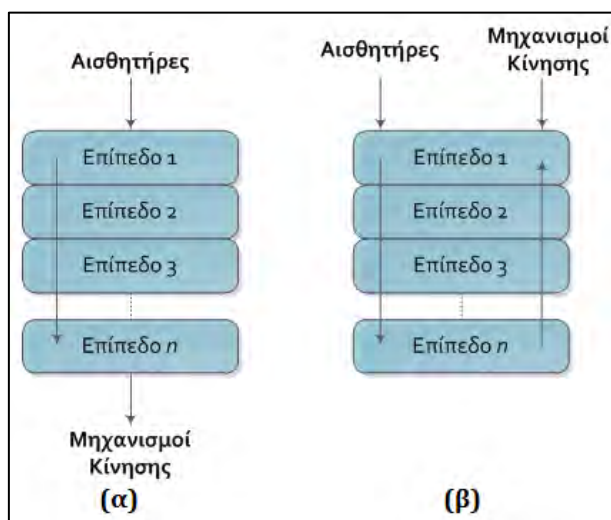 Αισθητήρες
Επίπεδο 1
Επίπεδο 2
Επίπεδο 3
Επίπεδο n
Μηχανισμοί
Κίνησης
(α)
Αισθητήρες
Μηχανισμοί
Κίνησης
Επίπεδο 1
Επίπεδο 2
Επίπεδο 3
Επίπεδο n
(β)